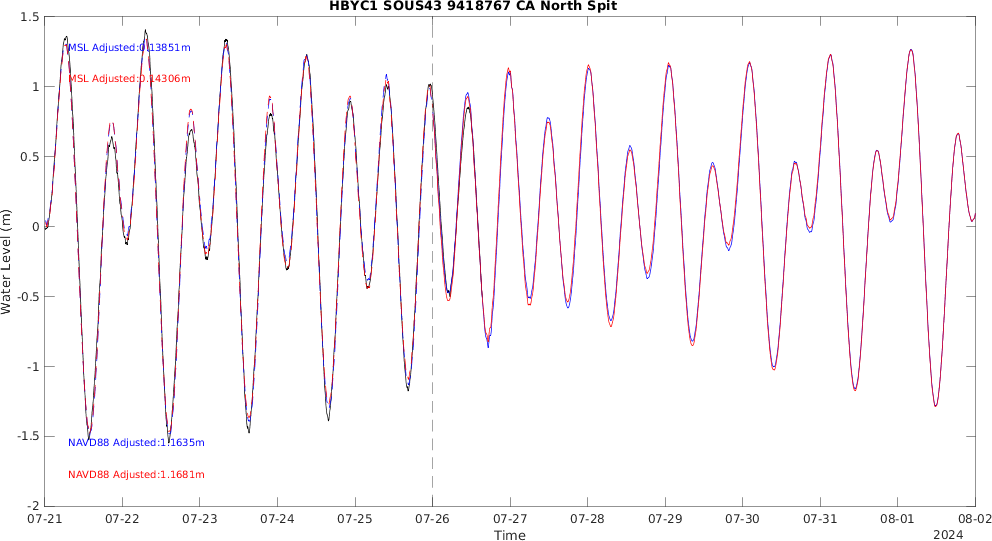 HBYC1 SOUS43 9418767 CA North Spit
1.5
1
0.5
0
-0.5
-1
-1.5
-2
Water Level (m)
MSL Adjusted:0.13851m
MSL Adjusted:0.14306m
NAVD88 Adjusted:1.1635m
NAVD88 Adjusted:1.1681m
07-21 07-22 07-23 07-24 07-25 07-26 07-27 07-28 07-29 07-30 07-31 08-01 08-02
Time
2024